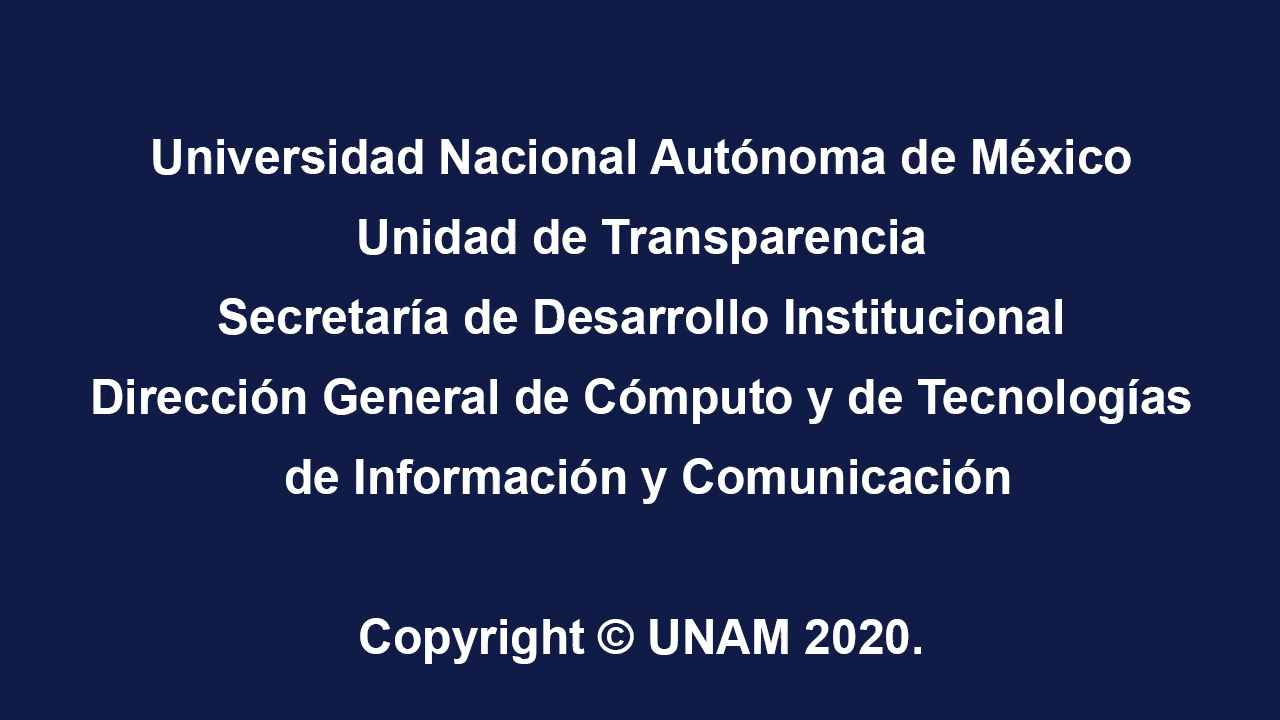 Universidad Nacional Autónoma de México
Unidad de Transparencia
Secretaría de Desarrollo Institucional
Dirección General de Cómputo y de Tecnologías
de Información y Comunicación
Copyright © UNAM 2020.